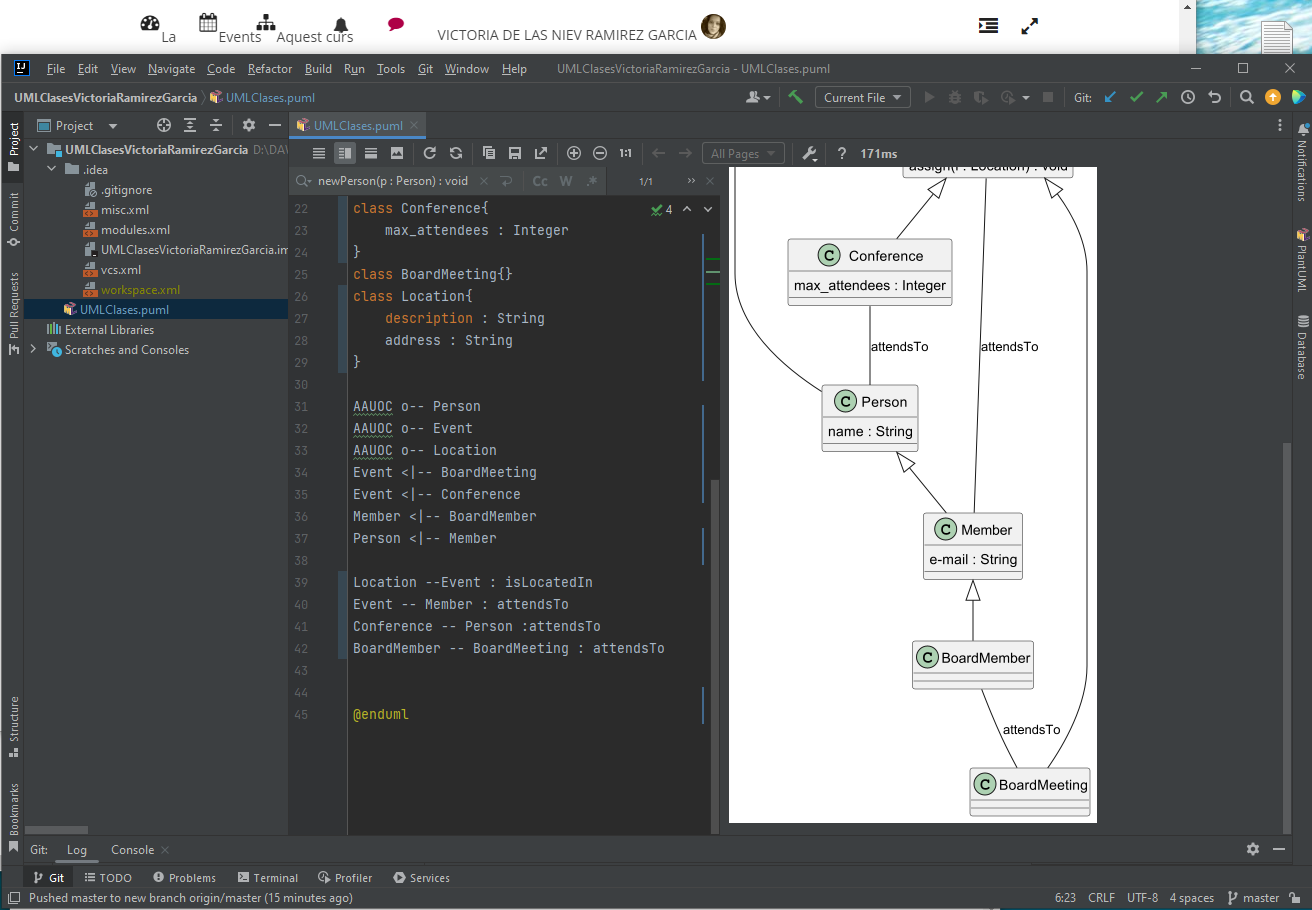 La
Events
Aquest curs
VICTORIA DE LAS NIEV RAMIREZ GARCIA
IJ
File Edit View Navigate Code Refactor Build Run Tools Git Window Help
UMLClasesVictoriaRamirezGarcia - UMLClases.puml
UMLClasesVictoriaRamirezGarcia
UMLClases.puml
Current File
Git:
Project
Commit
Pull Requests
Structure
Bookmarks
Project
UMLClasesVictoriaRamirezGarcia D:\DAW
.idea
.gitignore
misc.xml
modules.xml
UMLClasesVictoriaRamirezGarcia.im
vcs.xml
workspace.xml
UMLClases.puml
External Libraries
Scratches and Consoles
UMLClases.puml
1:1
All Pages
? 171ms
newPerson(p : Person) : void
Cc W .*
1/1
4
22 class Conference{
23 max_attendees : Integer
24 }
25 class BoardMeeting{}
26 class Location{
27 description : String
28 address : String
29 }
30
31 AAUOC o-- Person
32 AAUOC o-- Event
33 AAUOC o-- Location
34 Event <|-- BoardMeeting
35 Event <|-- Conference
36 Member <|-- BoardMember
37 Person <|-- Member
38
39 Location --Event : isLocatedIn
40 Event -- Member : attendsTo
41 Conference -- Person :attendsTo
42 BoardMember -- BoardMeeting : attendsTo
43
44
45 @enduml
assign(l : Location) : void
C Conference
max_attendees : Integer
attendsTo
attendsTo
C Person
name : String
C Member
e-mail : String
C BoardMember
attendsTo
C BoardMeeting
Notifications
PlantUML
Database
Git: Log Console
Git TODO Problems Terminal Profiler Services
Pushed master to new branch origin/master (15 minutes ago)
6:23 CRLF UTF-8 4 spaces master